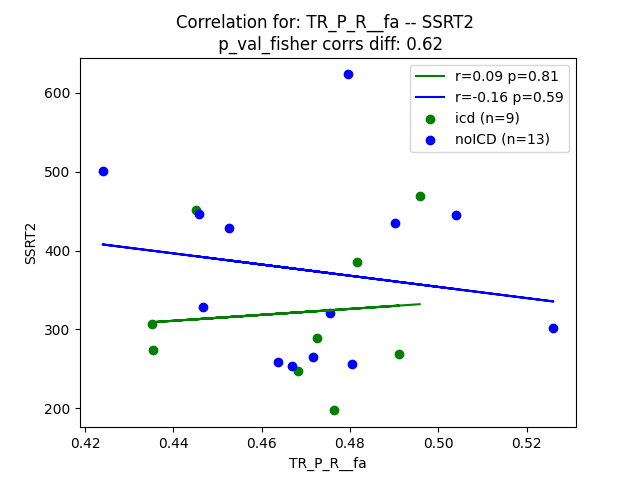 Correlation for: TR_P_R__fa -- SSRT2
p_val_fisher corrs diff: 0.62
r=0.09 p=0.81
r=-0.16 p=0.59
icd (n=9)
noICD (n=13)
600
500
400
300
200
SSRT2
0.42 0.44 0.46 0.48 0.50 0.52
TR_P_R__fa